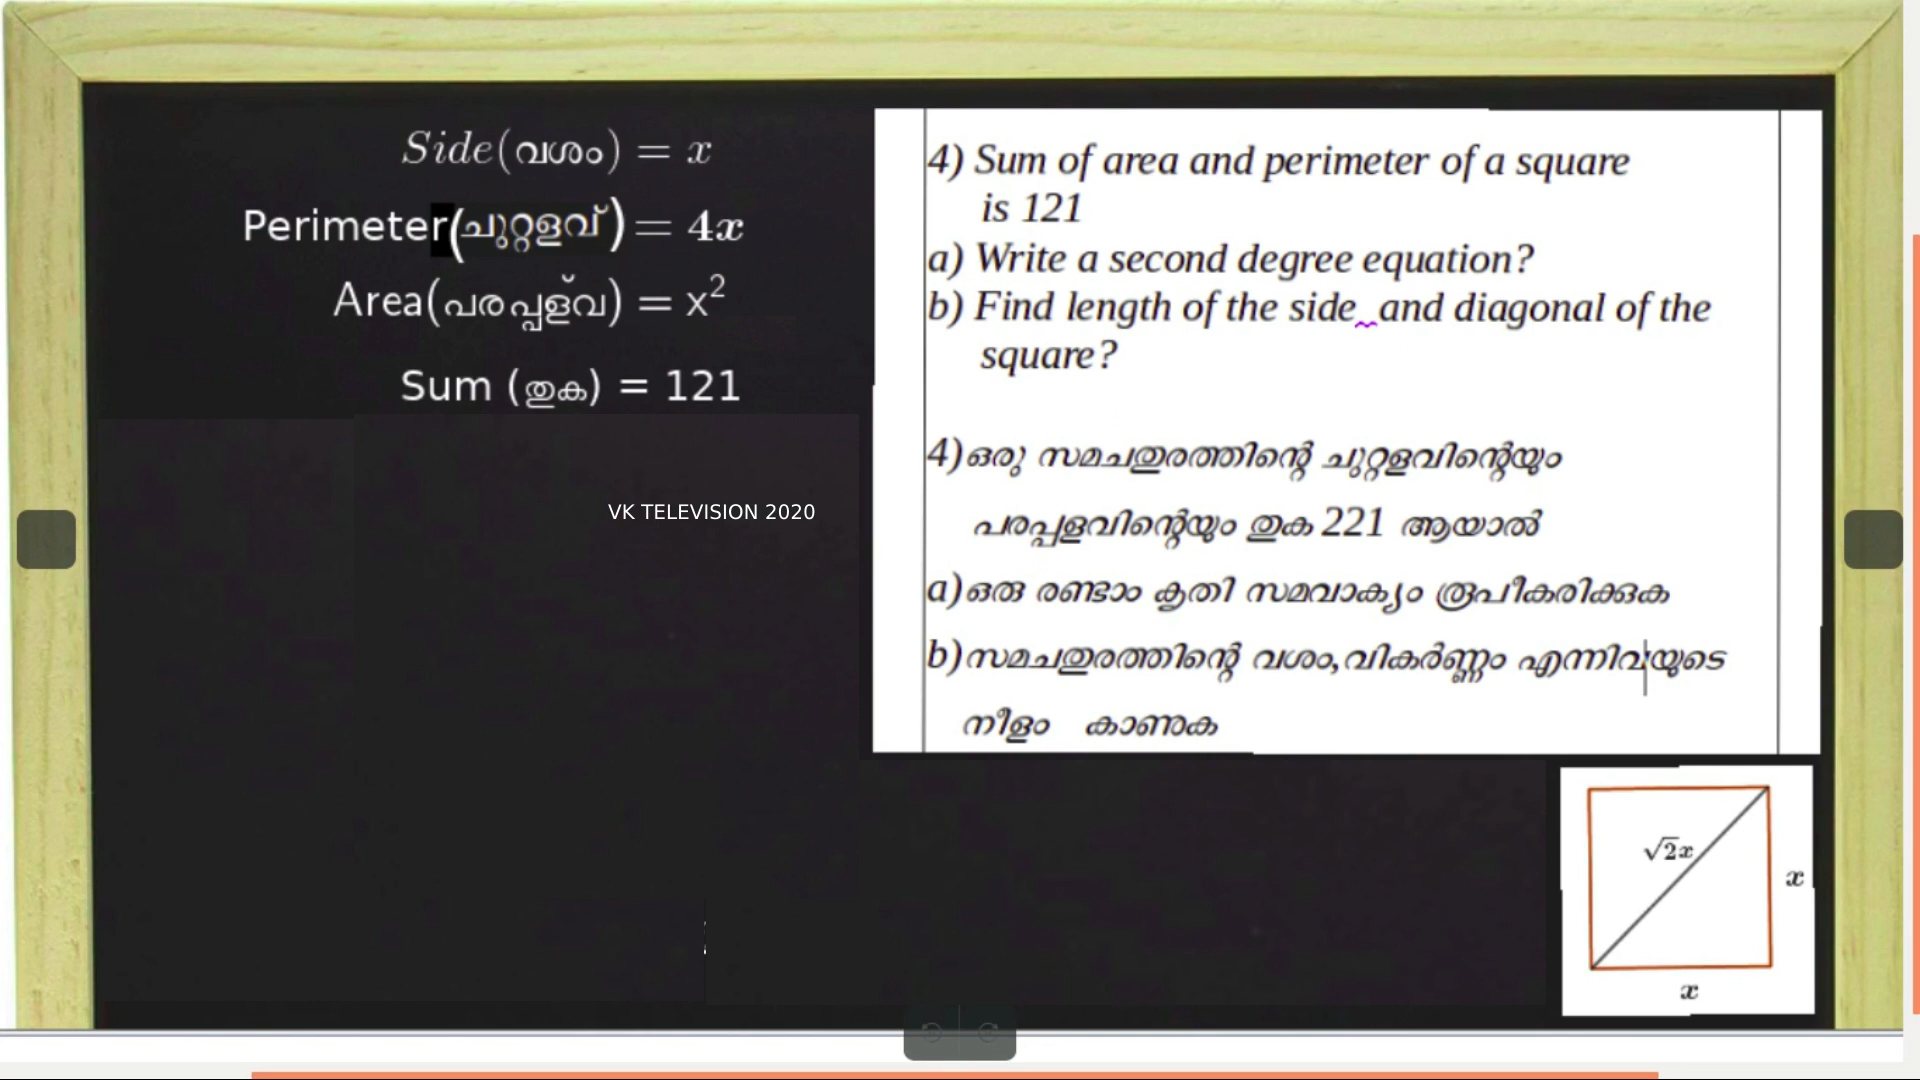 Side(വശം) = x
Perimeter(ചുറ്റളവ്) = 4x
Area(പരപ്പള്വ) = x²
Sum (തുക) = 121
VK TELEVISION 2020
4) Sum of area and perimeter of a square
is 121
a) Write a second degree equation?
b) Find length of the side and diagonal of the
square?
4)ഒരു സമചതുരത്തിന്റെ ചുറ്റളവിന്റെയും
പരപ്പളവിന്റെയും തുക 221 ആയാൽ
a)ഒരു രണ്ടാം കൃതി സമവാക്യം രൂപീകരിക്കുക
b)സമചതുരത്തിന്റെ വശം,വികർണ്ണം എന്നിവയുടെ
നീളം കാണുക
√2x
x
x